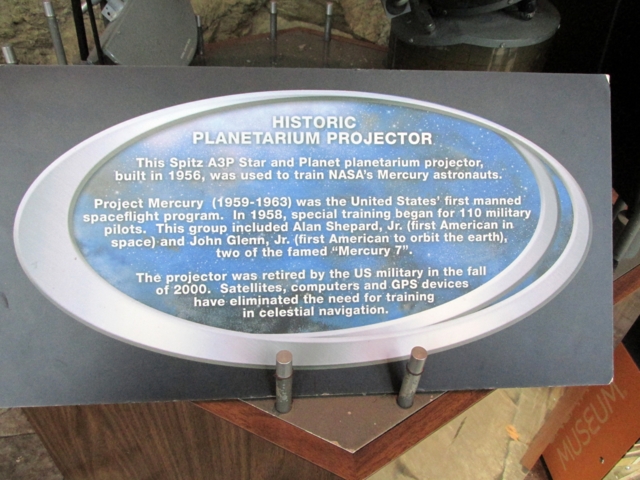 HISTORIC
PLANETARIUM PROJECTOR
This Spitz A3P Star and Planet planetarium projector,
built in 1956, was used to train NASA's Mercury astronauts.
Project Mercury (1959-1963) was the United States' first manned
spaceflight program. In 1958, special training began for 110 military
pilots. This group included Alan Shepard, Jr. (first American in
space) and John Glenn, Jr. (first American to orbit the earth),
two of the famed "Mercury 7".
The projector was retired by the US military in the fall
of 2000. Satellites, computers and GPS devices
have eliminated the need for training
in celestial navigation.
MUSEUM